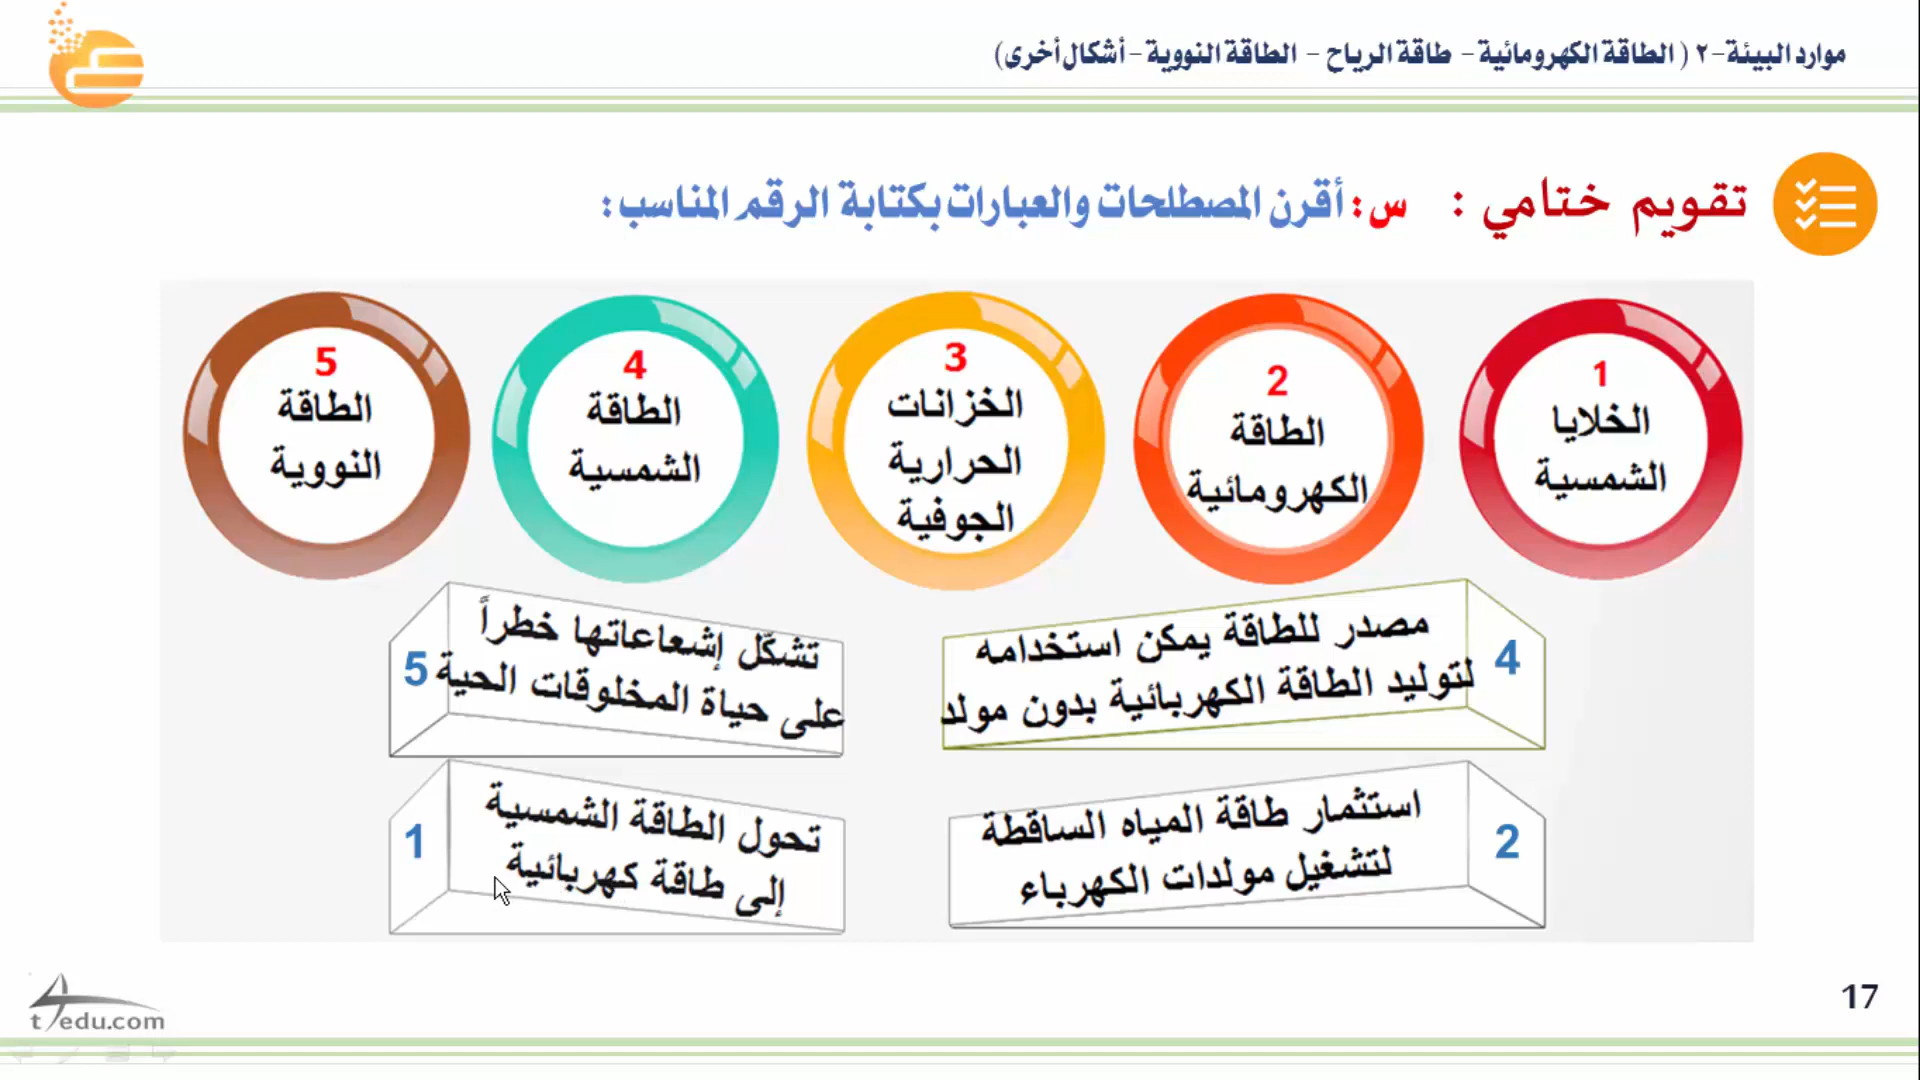 موارد البيئة-٢ ( الطاقة الكهرومائية - طاقة الرياح - الطاقة النووية - أشكال أخرى)
تقويم ختامي : س: أقرن المصطلحات والعبارات بكتابة الرقم المناسب:
1
الخلايا
الشمسية
2
الطاقة
الكهرومائية
3
الخزانات
الحرارية
الجوفية
4
الطاقة
الشمسية
5
الطاقة
النووية
4
مصدر للطاقة يمكن استخدامه
لتوليد الطاقة الكهربائية بدون مولد
تشكّل إشعاعاتها خطراً
على حياة المخلوقات الحية
5
2
استثمار طاقة المياه الساقطة
لتشغيل مولدات الكهرباء
تحول الطاقة الشمسية
إلى طاقة كهربائية
1
17